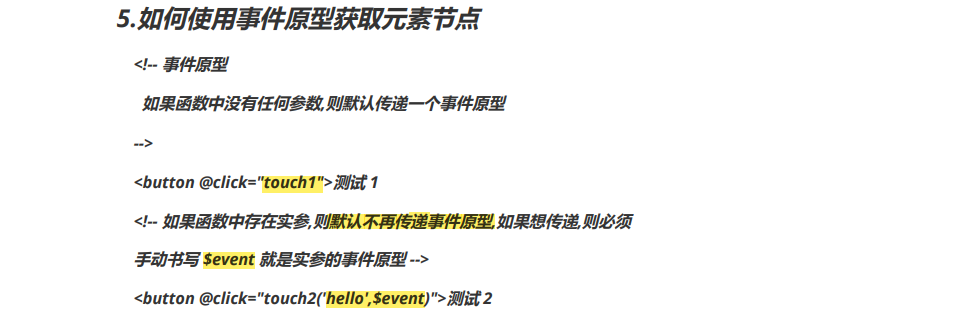 5.如何使用事件原型获取元素节点
<!-- 事件原型
如果函数中没有任何参数,则默认传递一个事件原型
-->
<button @click="touch1">测试 1
<!-- 如果函数中存在实参,则默认不再传递事件原型,如果想传递,则必须
手动书写 $event 就是实参的事件原型 -->
<button @click="touch2('hello',$event)">测试 2